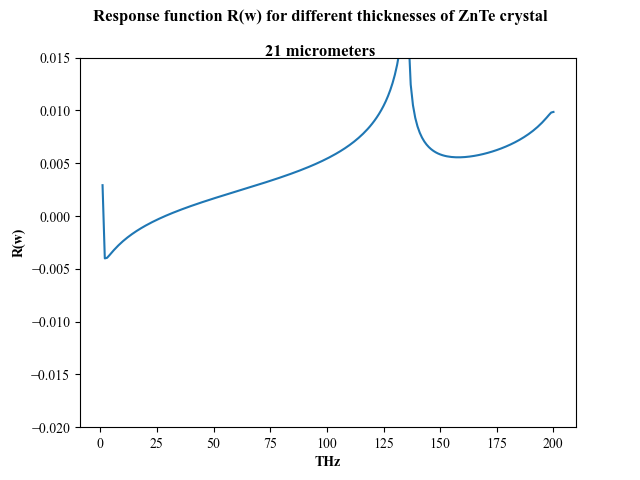 Response function R(w) for different thicknesses of ZnTe crystal
21 micrometers
0.015
0.010
0.005
0.000
−0.005
−0.010
−0.015
−0.020
R(w)
0 25 50 75 100 125 150 175 200
THz